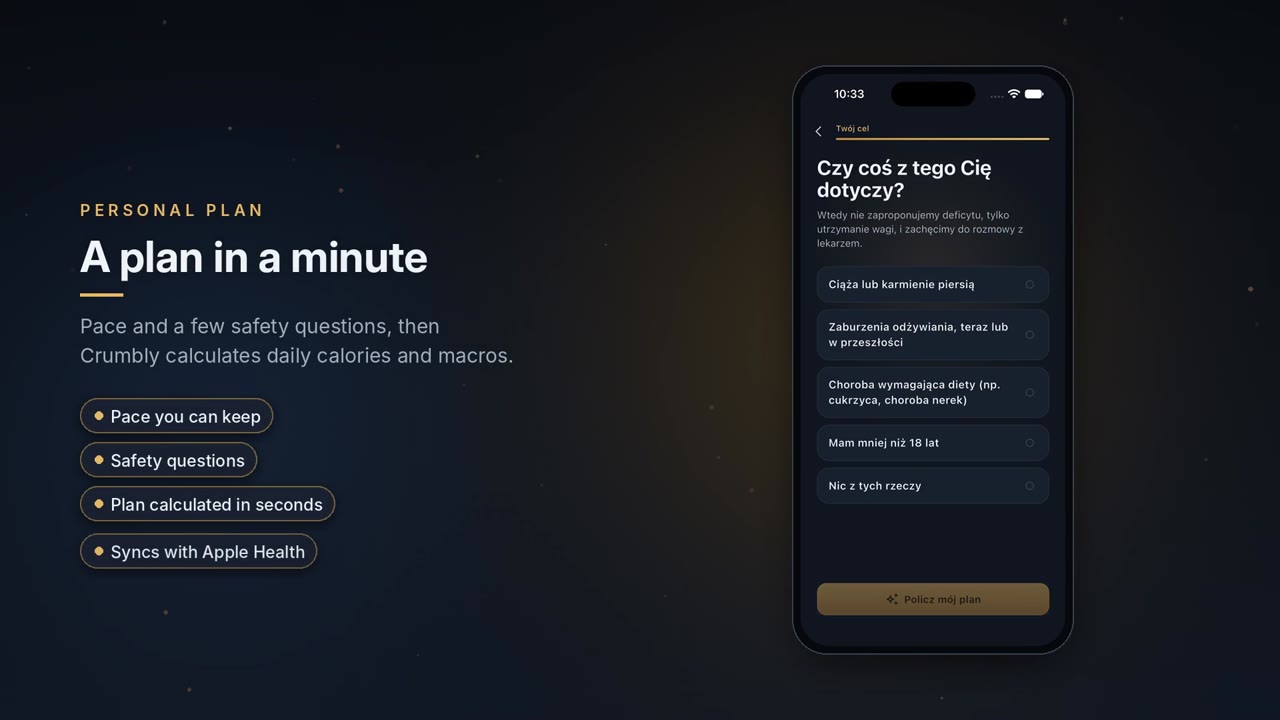 PERSONAL PLAN
A plan in a minute
Pace and a few safety questions, then
Crumbly calculates daily calories and macros.
Pace you can keep
Safety questions
Plan calculated in seconds
Syncs with Apple Health
10:33
Twój cel
Czy coś z tego Cię
dotyczy?
Wtedy nie zaproponujemy deficytu, tylko
utrzymanie wagi, i zachęcimy do rozmowy z
lekarzem.
Ciąża lub karmienie piersią
Zaburzenia odżywiania, teraz lub
w przeszłości
Choroba wymagająca diety (np.
cukrzyca, choroba nerek)
Mam mniej niż 18 lat
Nic z tych rzeczy
Policz mój plan